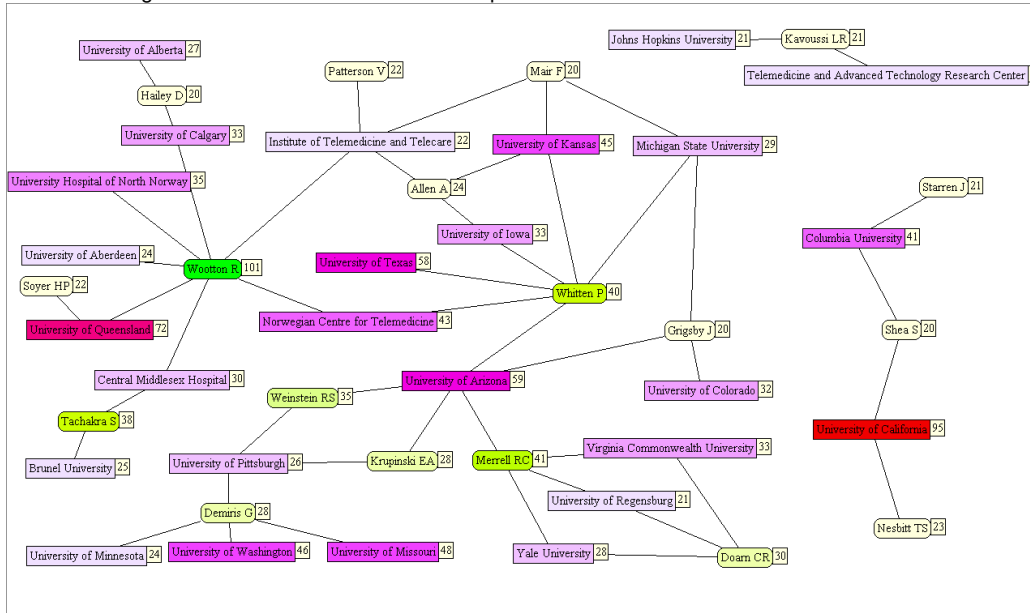 University of Alberta 27
Johns Hopkins University 21
Kavoussi LR 21
Patterson V 22
Mair F 20
Telemedicine and Advanced Technology Research Center
Hailey D 20
University of Calgary 33
Institute of Telemedicine and Telecare 22
University of Kansas 45
Michigan State University 29
University Hospital of North Norway 35
Allen A 24
Starren J 21
University of Iowa 33
Columbia University 41
University of Aberdeen 24
Wootton R 101
University of Texas 58
Soyer HP 22
Whitten P 40
University of Queensland 72
Norwegian Centre for Telemedicine 43
Grigsby J 20
Shea S 20
Central Middlesex Hospital 30
University of Arizona 59
University of Colorado 32
Weinstein RS 35
Tachakra S 38
University of California 95
Virginia Commonwealth University 33
Brunel University 25
University of Pittsburgh 26
Krupinski EA 28
Merrell RC 41
University of Regensburg 21
Demiris G 28
Nesbitt TS 23
University of Minnesota 24
University of Washington 46
University of Missouri 48
Yale University 28
Doarn CR 30